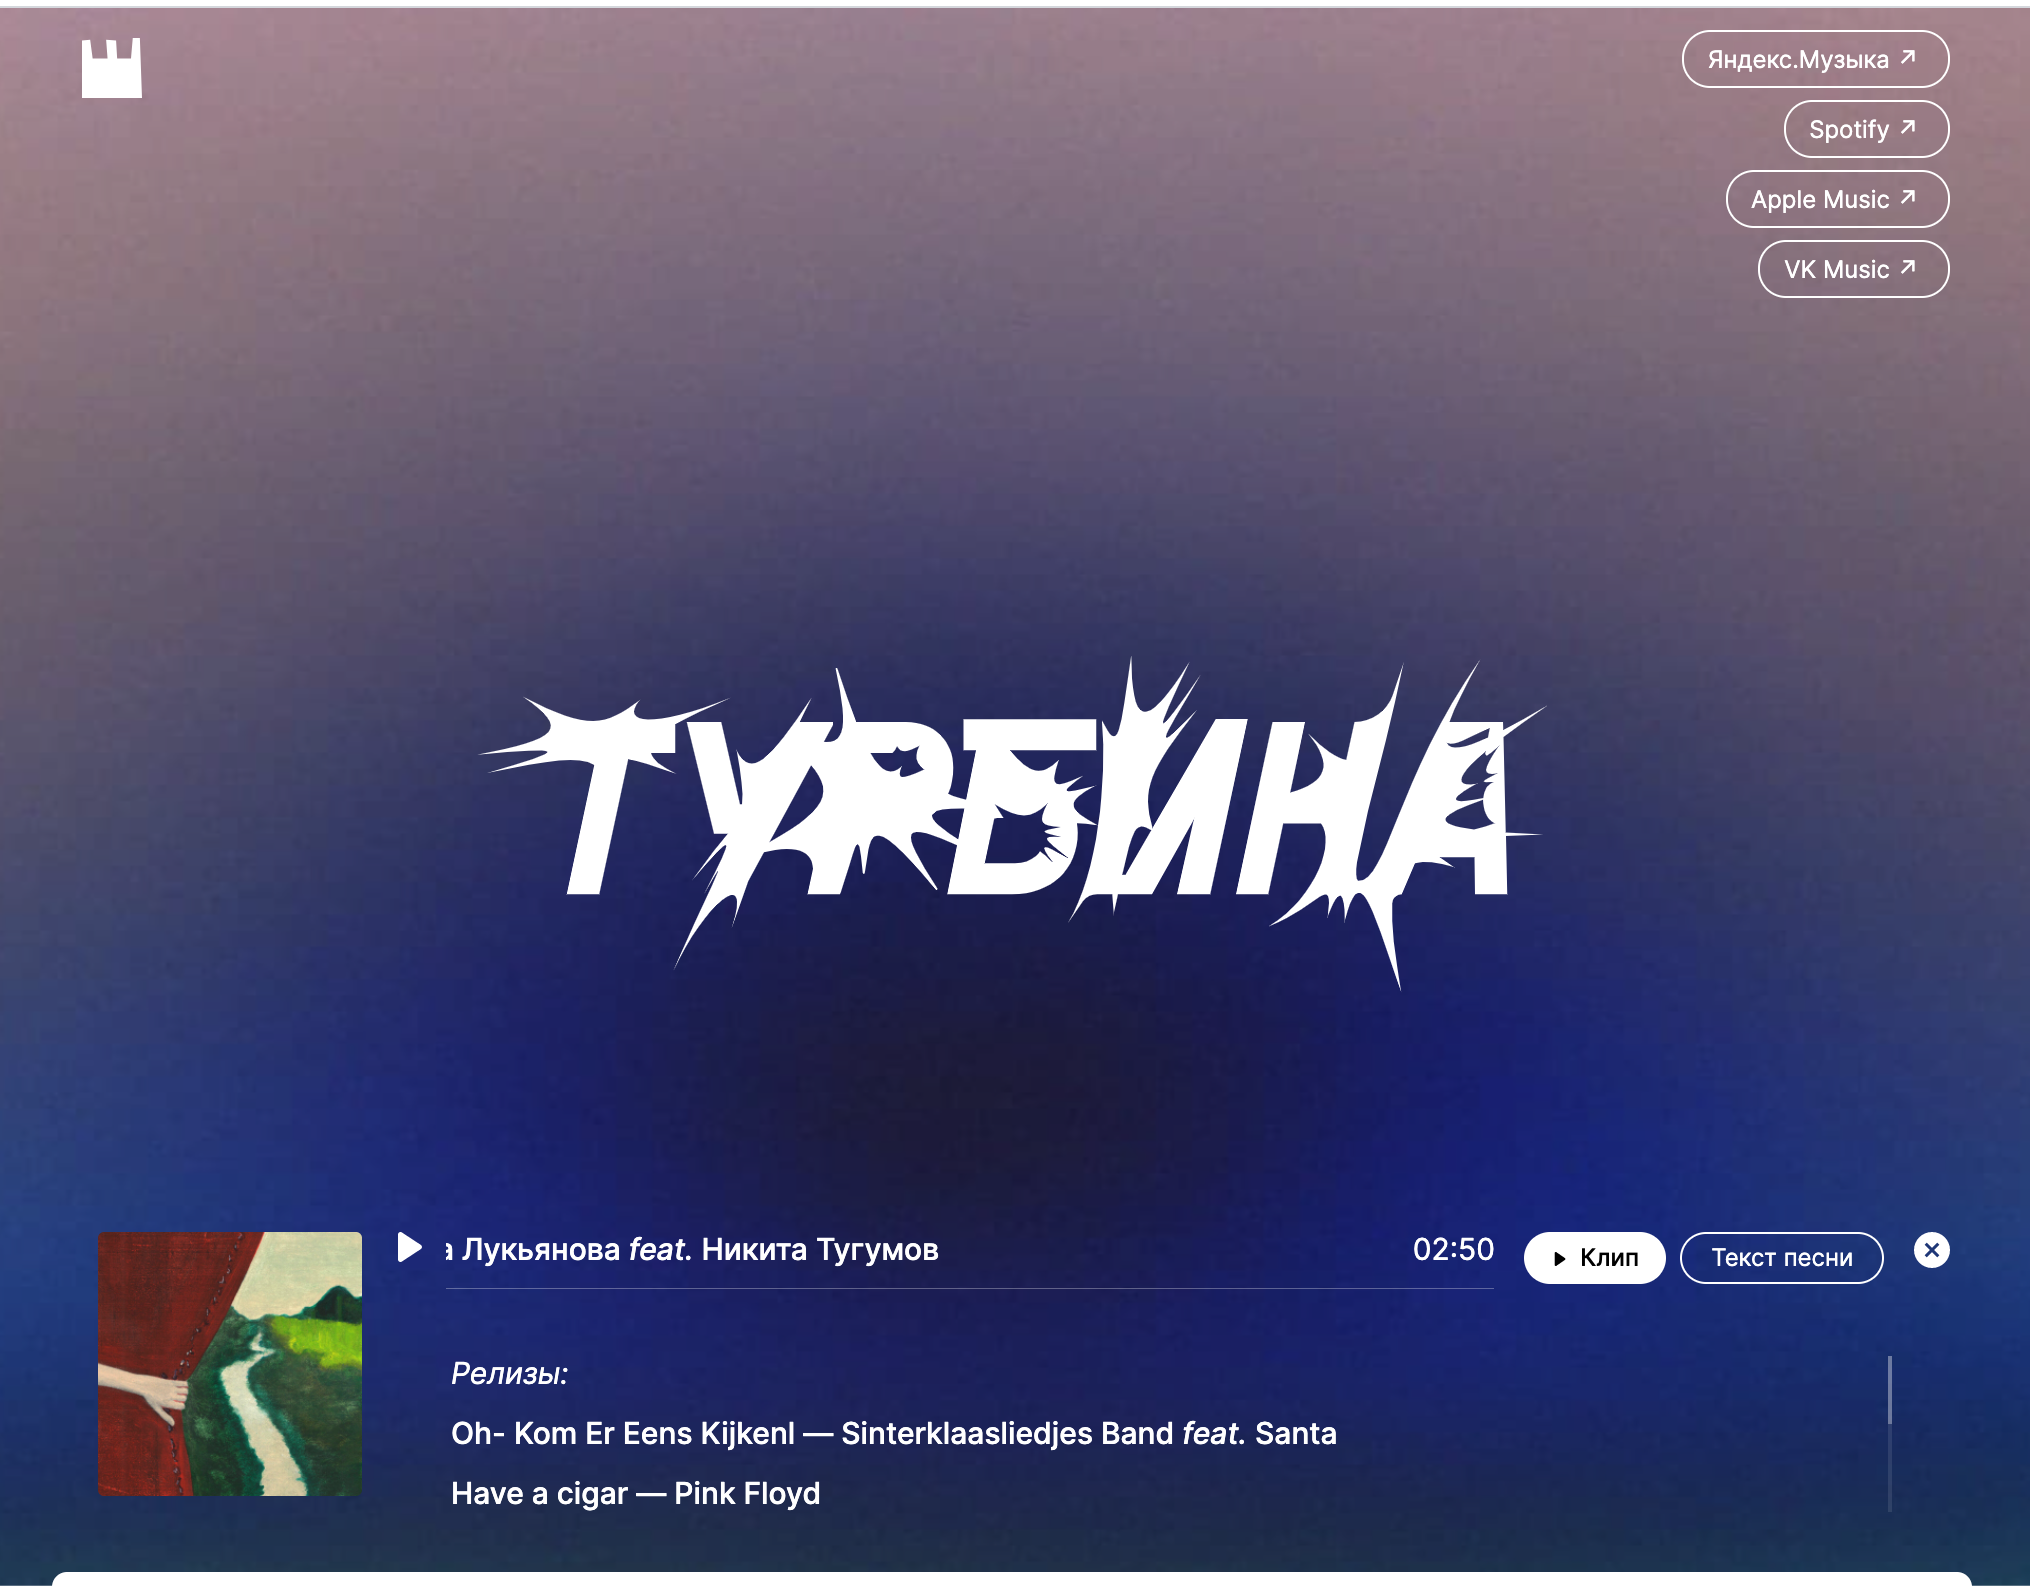 Яндекс.Музыка
Spotify
Apple Music
VK Music
ТУРБИНА
а Лукьянова feat. Никита Тугумов
02:50
Клип
Текст песни
Релизы:
Oh- Kom Er Eens Kijkenl — Sinterklaasliedjes Band feat. Santa
Have a cigar — Pink Floyd